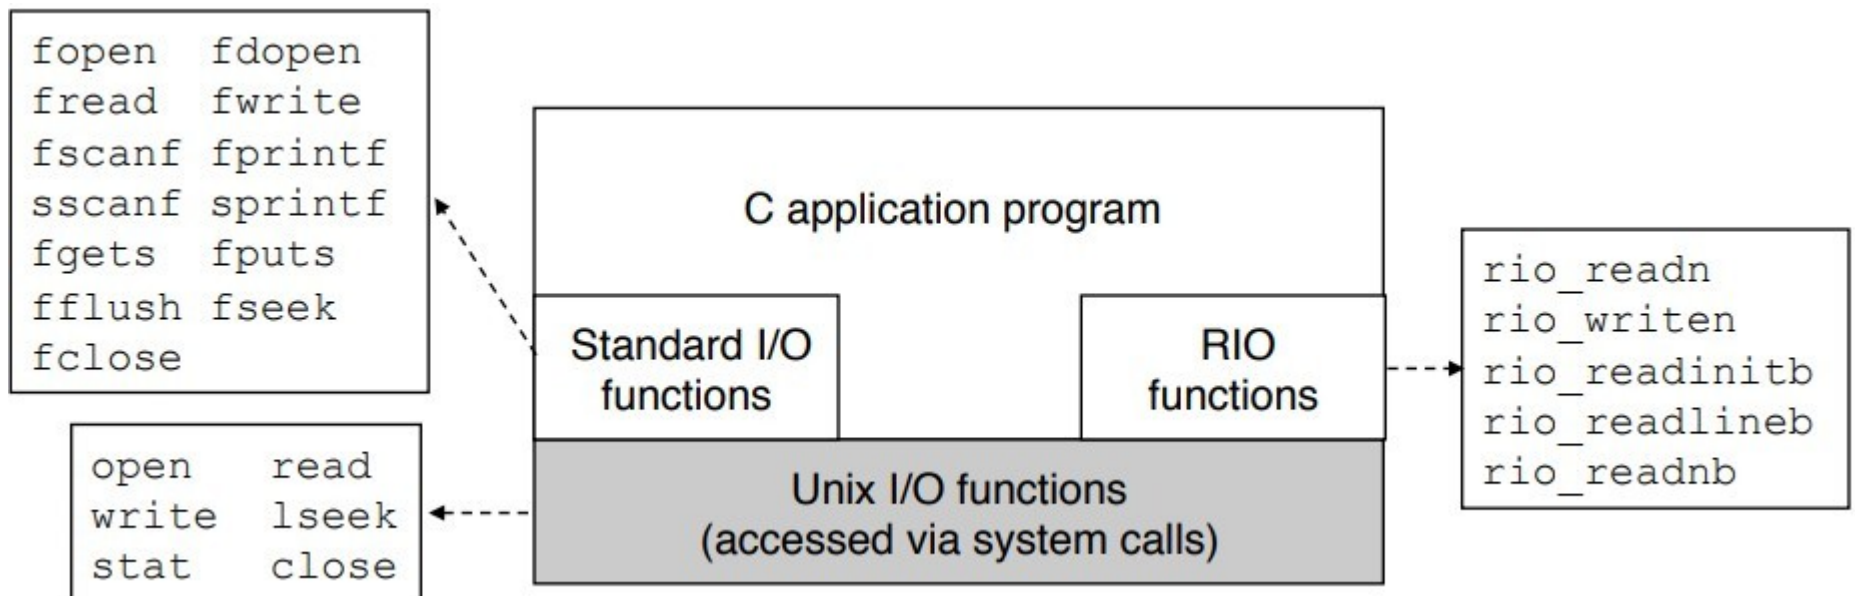 fopen fdopen
fread fwrite
fscanf fprintf
sscanf sprintf
fgets fputs
fflush fseek
fclose
C application program
Standard I/O
functions
RIO
functions
rio_readn
rio_writen
rio_readinitb
rio_readlineb
rio_readnb
open read
write lseek
stat close
Unix I/O functions
(accessed via system calls)